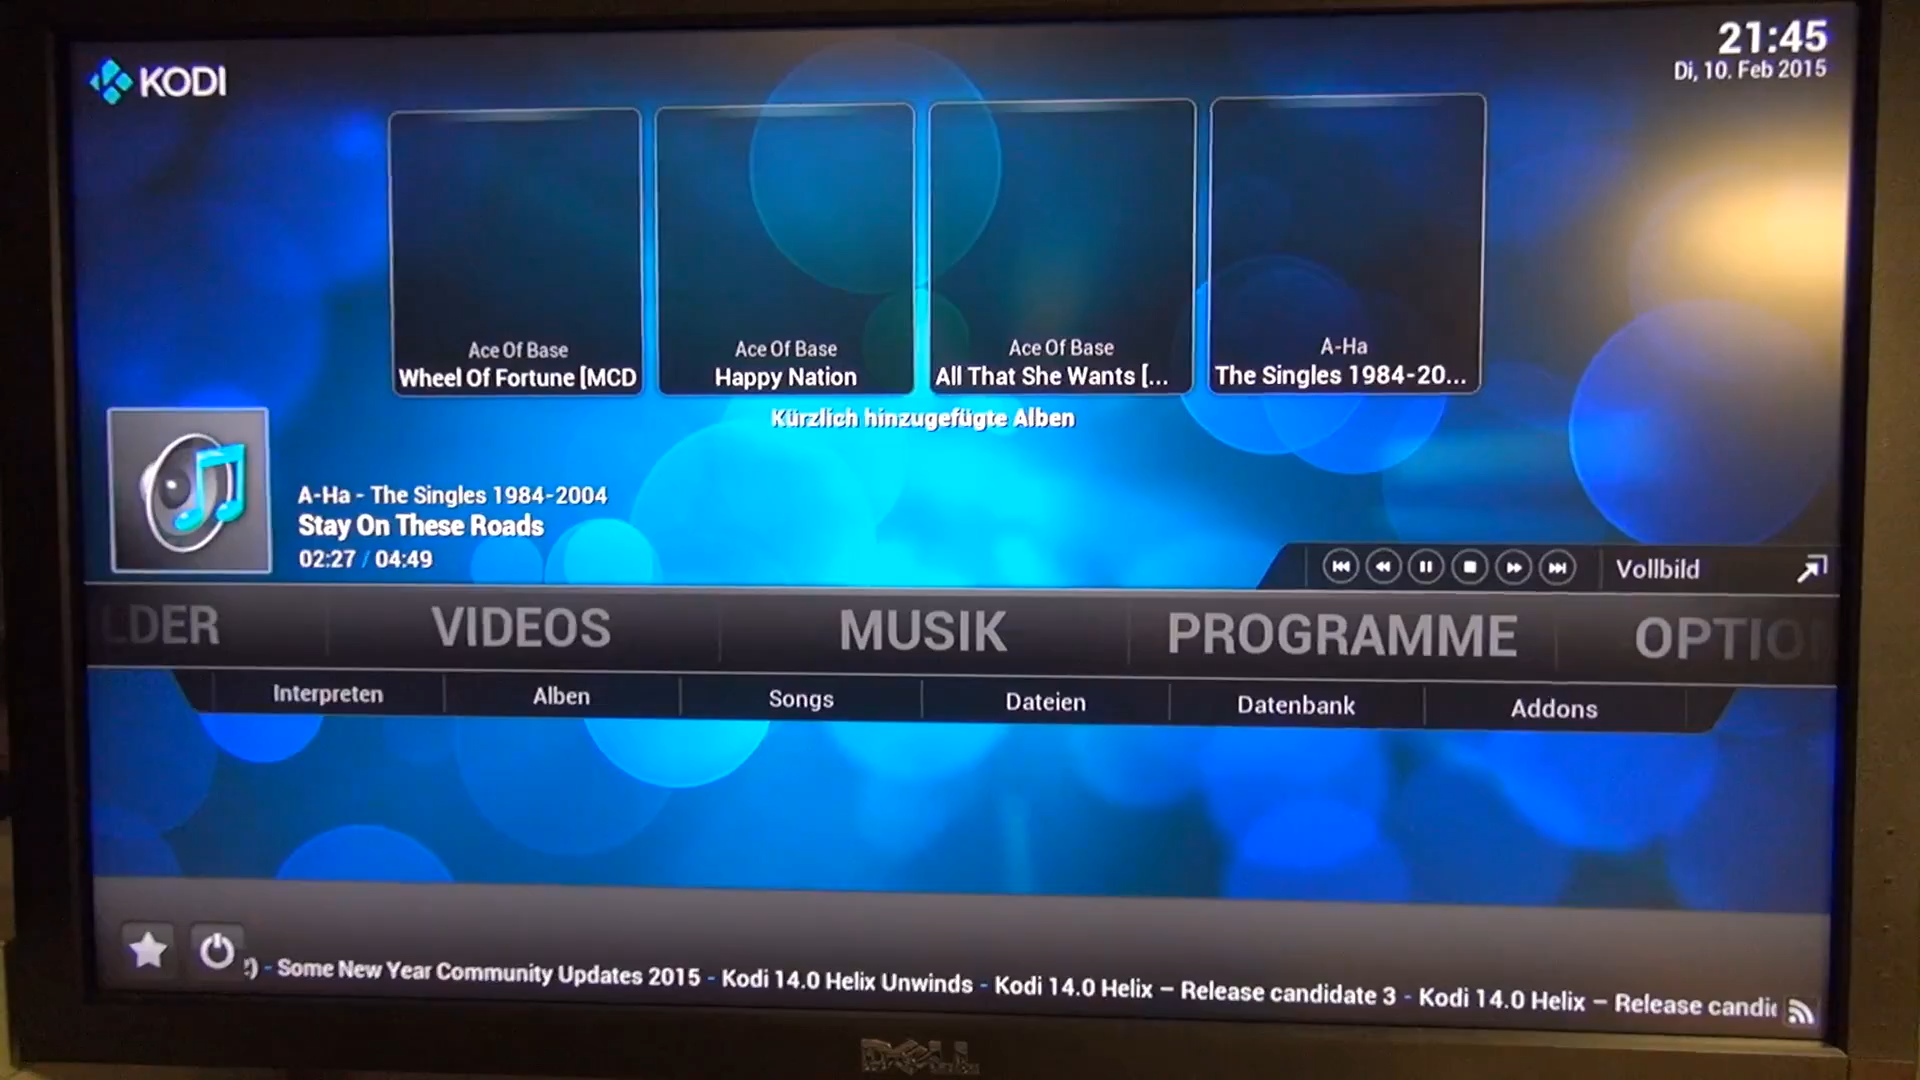 KODI
21:45
Di, 10. Feb 2015
Ace Of Base
Wheel Of Fortune [MCD
Ace Of Base
Happy Nation
Ace Of Base
All That She Wants [...
A-Ha
The Singles 1984-20...
Kürzlich hinzugefügte Alben
A-Ha - The Singles 1984-2004
Stay On These Roads
02:27 / 04:49
Vollbild
LDER
VIDEOS
MUSIK
PROGRAMME
OPTIO
Interpreten
Alben
Songs
Dateien
Datenbank
Addons
) - Some New Year Community Updates 2015 - Kodi 14.0 Helix Unwinds - Kodi 14.0 Helix – Release candidate 3 - Kodi 14.0 Helix – Release candic
DELL